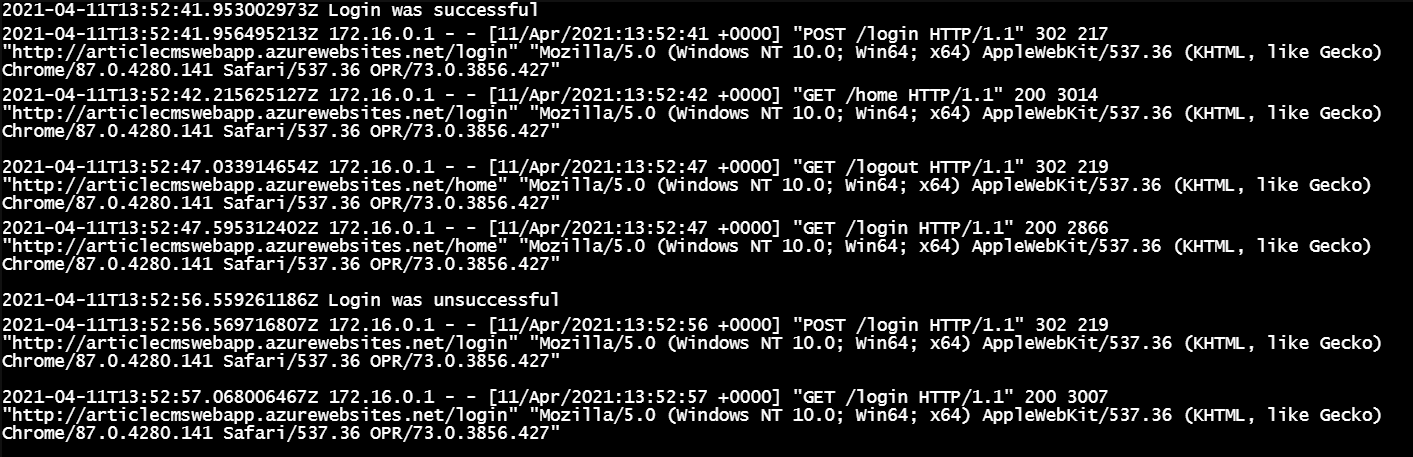 2021-04-11T13:52:41.953002973Z Login was successful
2021-04-11T13:52:41.956495213Z 172.16.0.1 - - [11/Apr/2021:13:52:41 +0000] "POST /login HTTP/1.1" 302 217
"http://articlecmswebapp.azurewebsites.net/login" "Mozilla/5.0 (Windows NT 10.0; Win64; x64) AppleWebKit/537.36 (KHTML, like Gecko)
Chrome/87.0.4280.141 Safari/537.36 OPR/73.0.3856.427"
2021-04-11T13:52:42.215625127Z 172.16.0.1 - - [11/Apr/2021:13:52:42 +0000] "GET /home HTTP/1.1" 200 3014
"http://articlecmswebapp.azurewebsites.net/login" "Mozilla/5.0 (Windows NT 10.0; Win64; x64) AppleWebKit/537.36 (KHTML, like Gecko)
Chrome/87.0.4280.141 Safari/537.36 OPR/73.0.3856.427"
2021-04-11T13:52:47.033914654Z 172.16.0.1 - - [11/Apr/2021:13:52:47 +0000] "GET /logout HTTP/1.1" 302 219
"http://articlecmswebapp.azurewebsites.net/home" "Mozilla/5.0 (Windows NT 10.0; Win64; x64) AppleWebKit/537.36 (KHTML, like Gecko)
Chrome/87.0.4280.141 Safari/537.36 OPR/73.0.3856.427"
2021-04-11T13:52:47.595312402Z 172.16.0.1 - - [11/Apr/2021:13:52:47 +0000] "GET /login HTTP/1.1" 200 2866
"http://articlecmswebapp.azurewebsites.net/home" "Mozilla/5.0 (Windows NT 10.0; Win64; x64) AppleWebKit/537.36 (KHTML, like Gecko)
Chrome/87.0.4280.141 Safari/537.36 OPR/73.0.3856.427"
2021-04-11T13:52:56.559261186Z Login was unsuccessful
2021-04-11T13:52:56.569716807Z 172.16.0.1 - - [11/Apr/2021:13:52:56 +0000] "POST /login HTTP/1.1" 302 219
"http://articlecmswebapp.azurewebsites.net/login" "Mozilla/5.0 (Windows NT 10.0; Win64; x64) AppleWebKit/537.36 (KHTML, like Gecko)
Chrome/87.0.4280.141 Safari/537.36 OPR/73.0.3856.427"
2021-04-11T13:52:57.068006467Z 172.16.0.1 - - [11/Apr/2021:13:52:57 +0000] "GET /login HTTP/1.1" 200 3007
"http://articlecmswebapp.azurewebsites.net/login" "Mozilla/5.0 (Windows NT 10.0; Win64; x64) AppleWebKit/537.36 (KHTML, like Gecko)
Chrome/87.0.4280.141 Safari/537.36 OPR/73.0.3856.427"